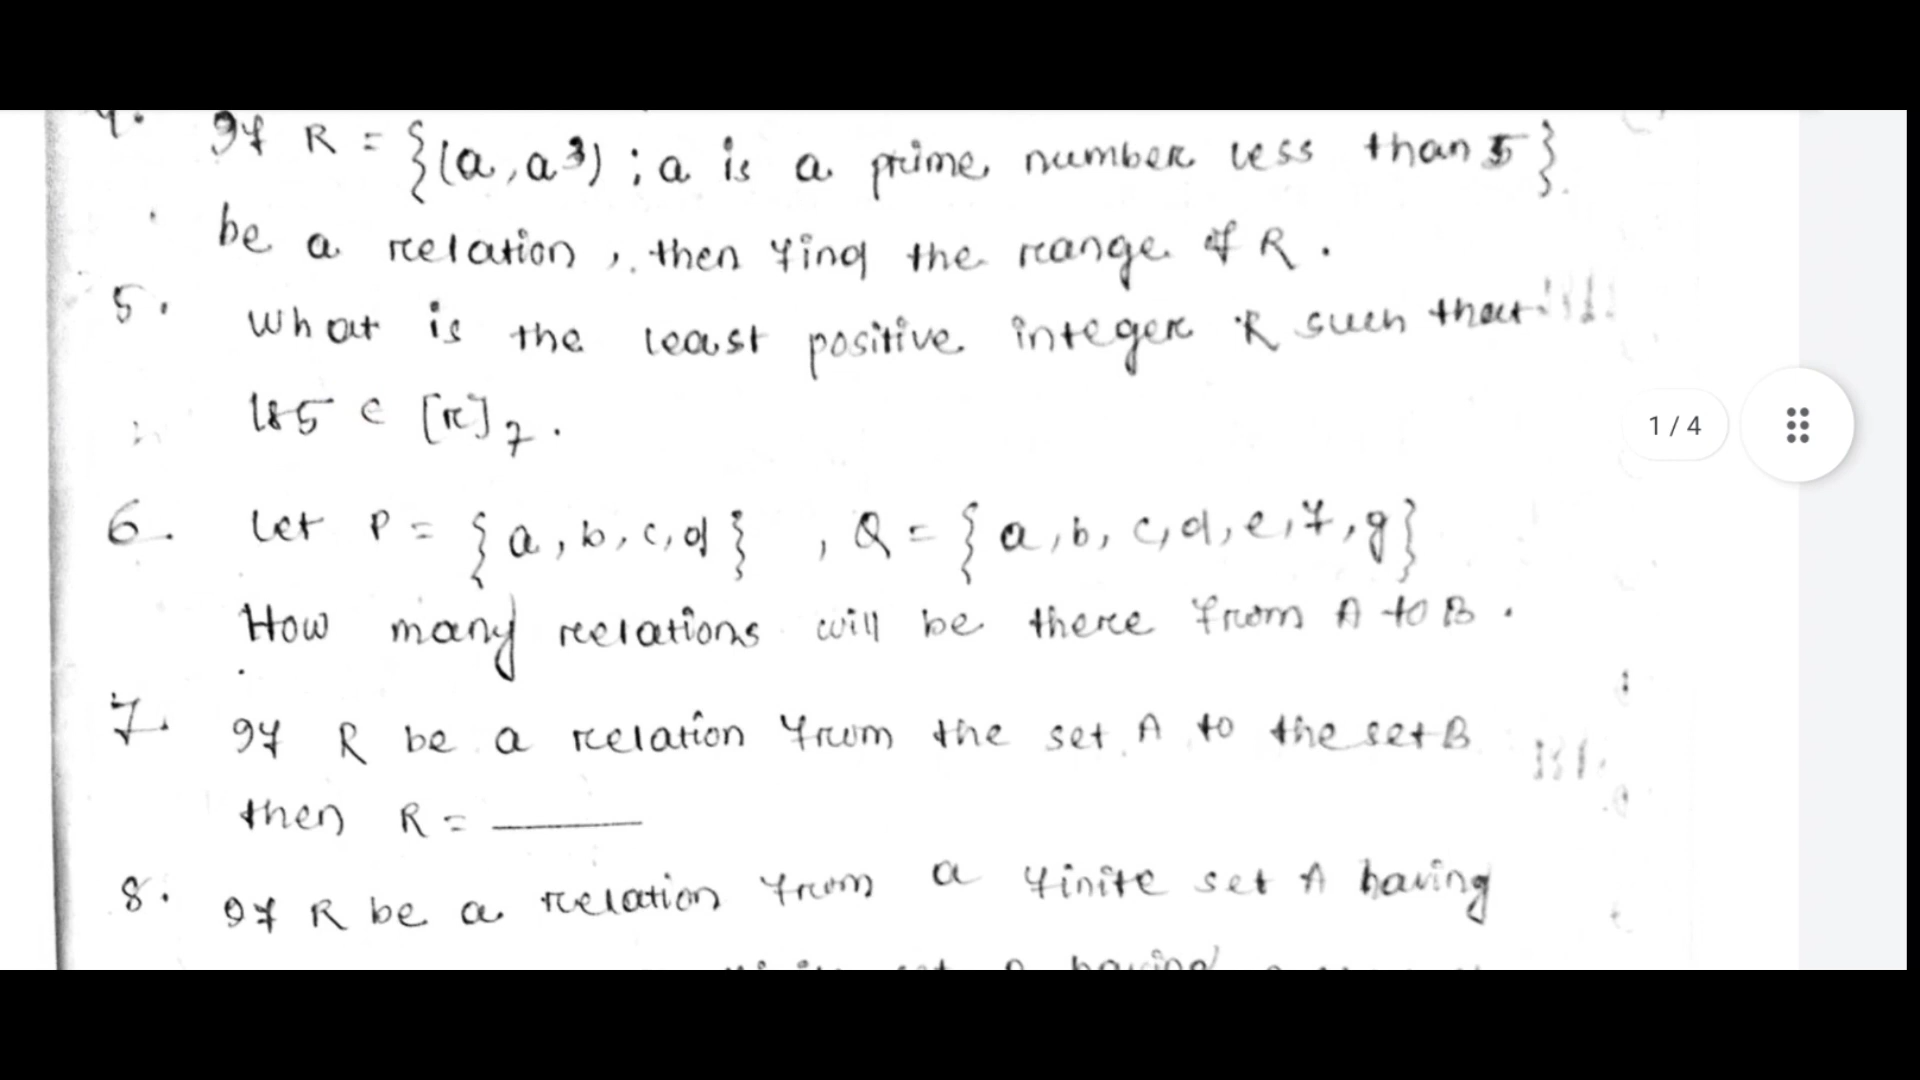 4. If R = {(a, a³) ; a is a prime number less than 5}
be a relation, then find the range of R.
5. What is the least positive integer R such that
185 ∈ [r]₇.
1 / 4
6. Let P = {a, b, c, d} , Q = {a, b, c, d, e, f, g}
How many relations will be there from A to B.
7. If R be a relation from the set A to the set B
then R = ______
8. If R be a relation from a finite set A having